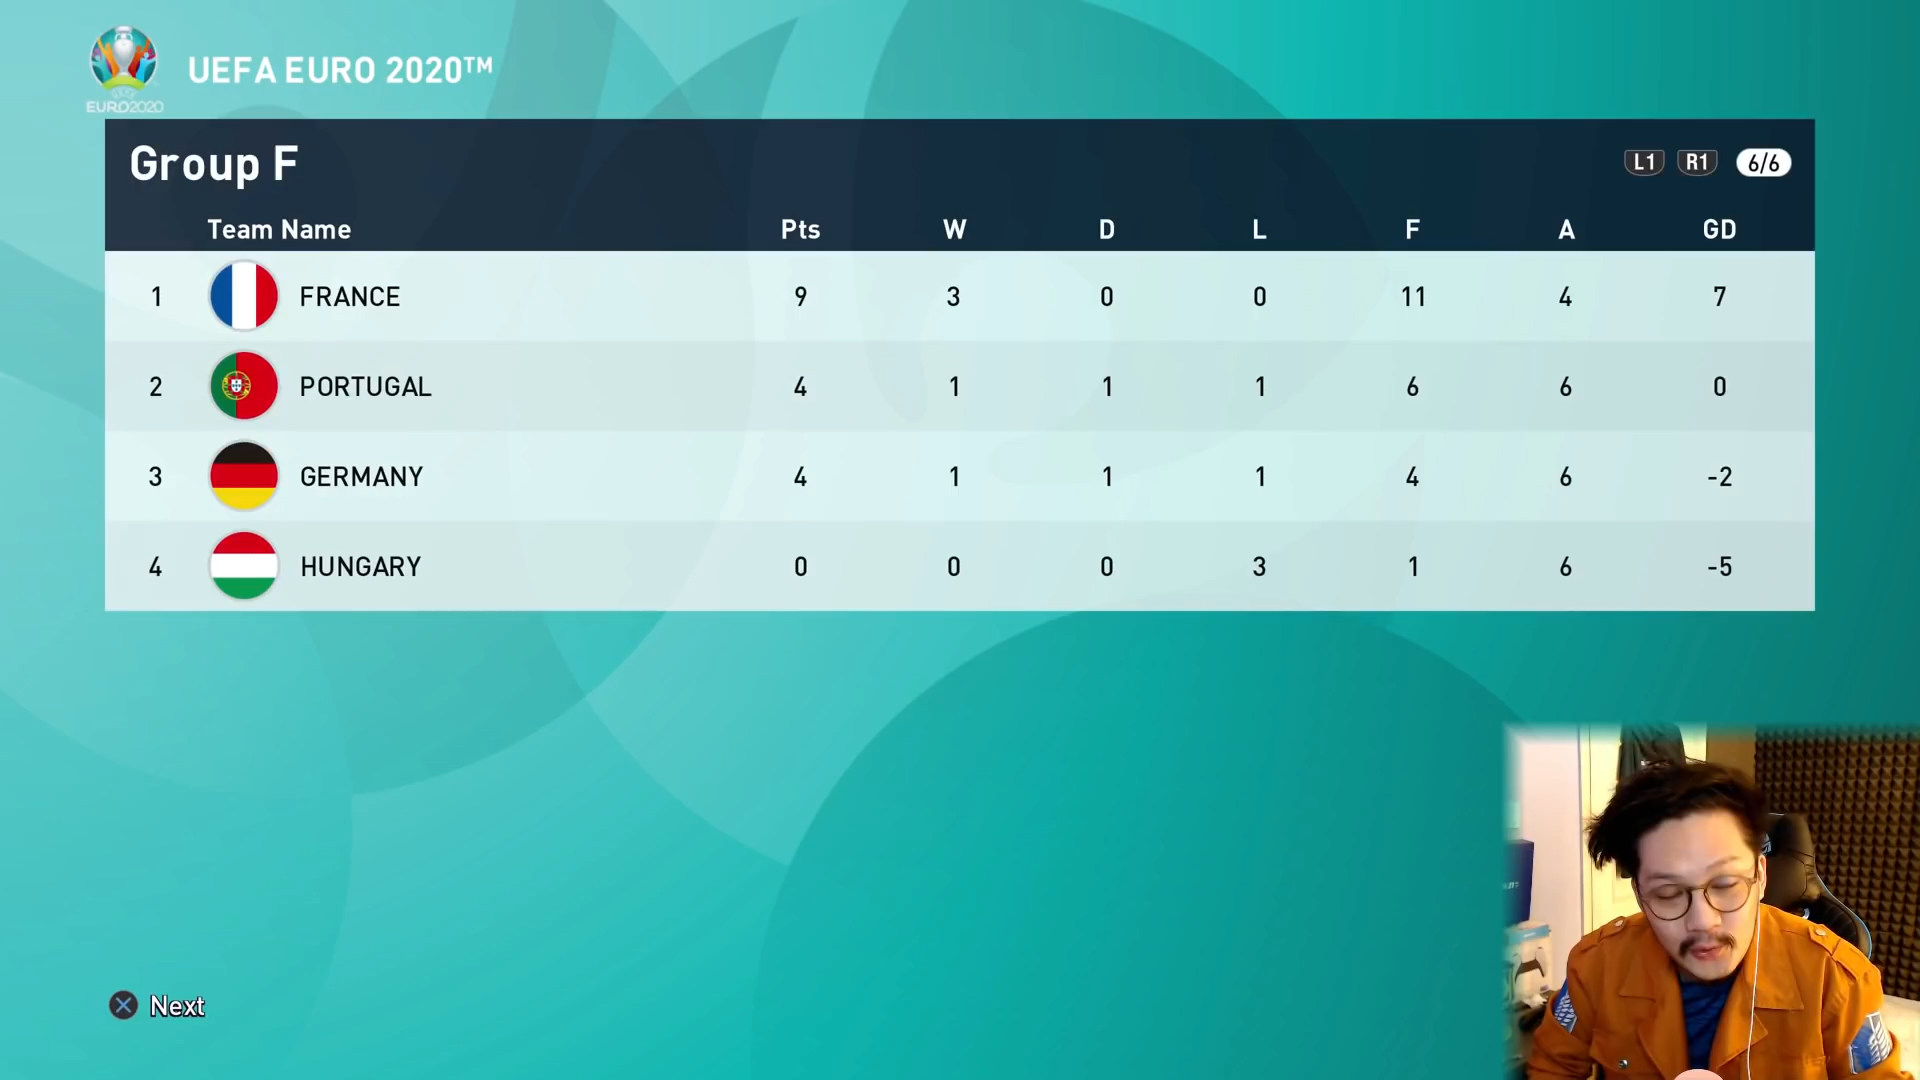 UEFA EURO 2020™
EURO2020
Group F
L1 R1 6/6
Team Name Pts W D L F A GD
1 FRANCE 9 3 0 0 11 4 7
2 PORTUGAL 4 1 1 1 6 6 0
3 GERMANY 4 1 1 1 4 6 -2
4 HUNGARY 0 0 0 3 1 6 -5
Next